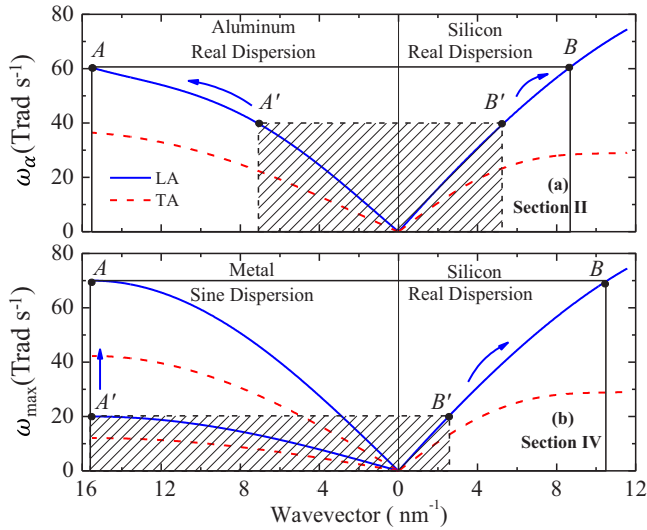 Aluminum
Real Dispersion
Silicon
Real Dispersion
80
60
40
20
0
ωα(Trad s-1)
A
A′
B′
B
LA
TA
(a)
Section II
Metal
Sine Dispersion
Silicon
Real Dispersion
80
60
40
20
0
ωmax(Trad s-1)
A
A′
B′
B
(b)
Section IV
16 12 8 4 0 4 8 12
Wavevector ( nm-1)